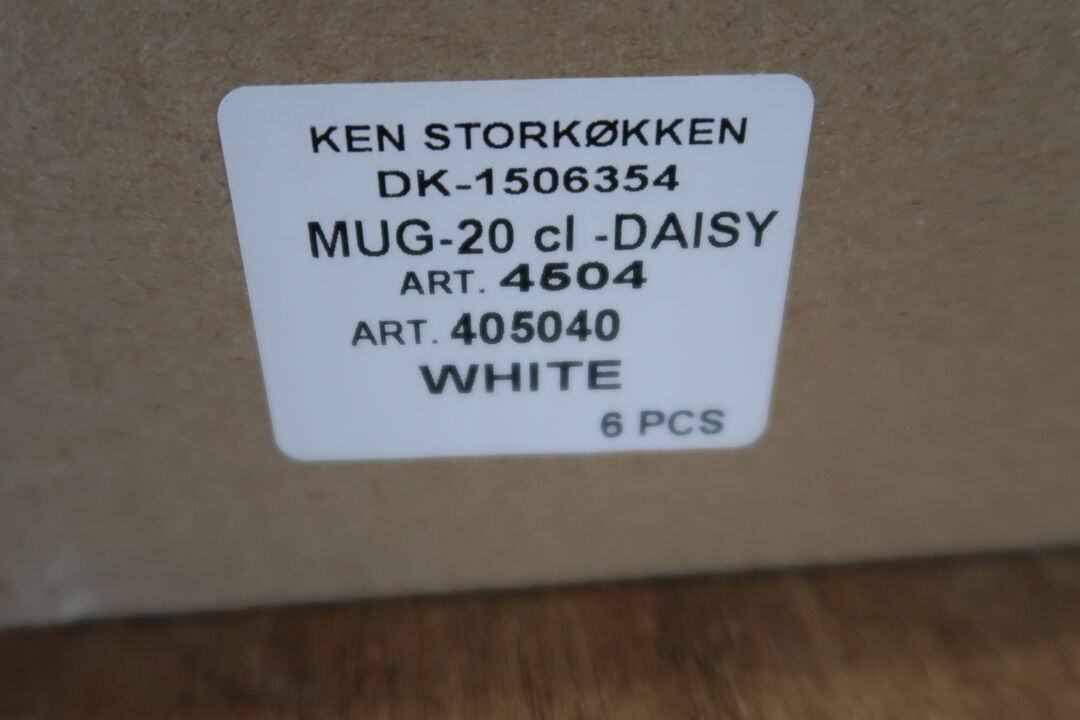 KEN STORKØKKEN
DK-1506354
MUG-20 cl -DAISY
ART. 4504
ART. 405040
WHITE
6 PCS